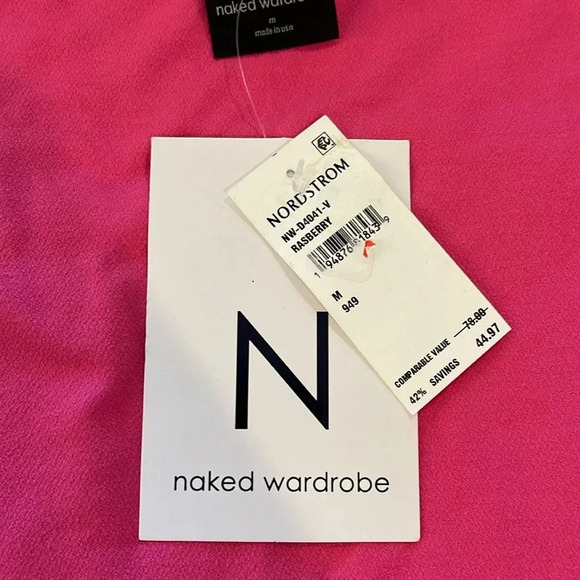 naked wardrobe
m
made in usa
NORDSTROM
NW-D4041-V
RASBERRY
M
949
COMPARABLE VALUE 78.00
42% SAVINGS 44.97
N
naked wardrobe